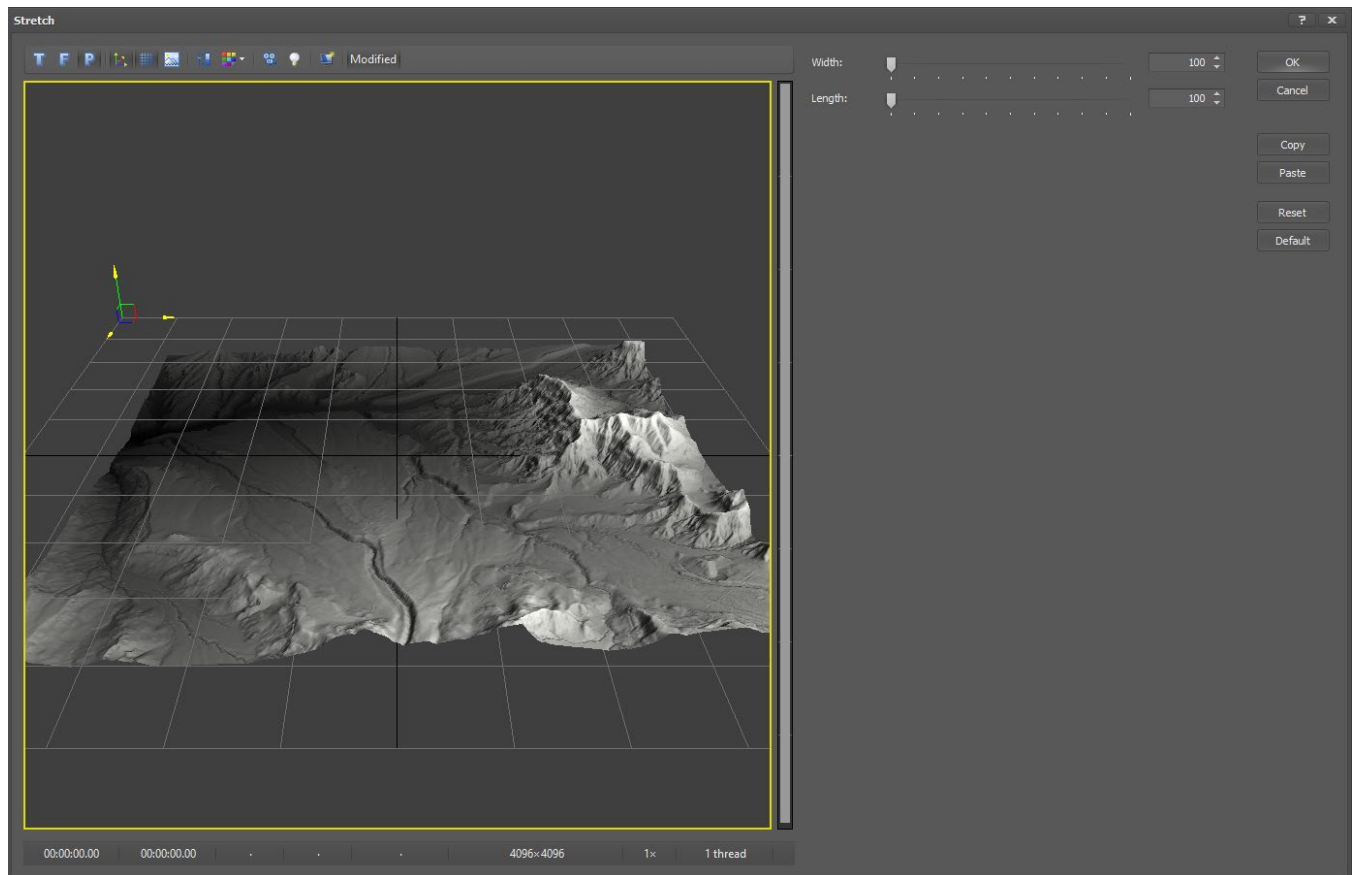 Stretch
T F P Modified
Width: 100 OK
Length: 100 Cancel
Copy
Paste
Reset
Default
00:00:00.00 00:00:00.00 . . . 4096×4096 1× 1 thread